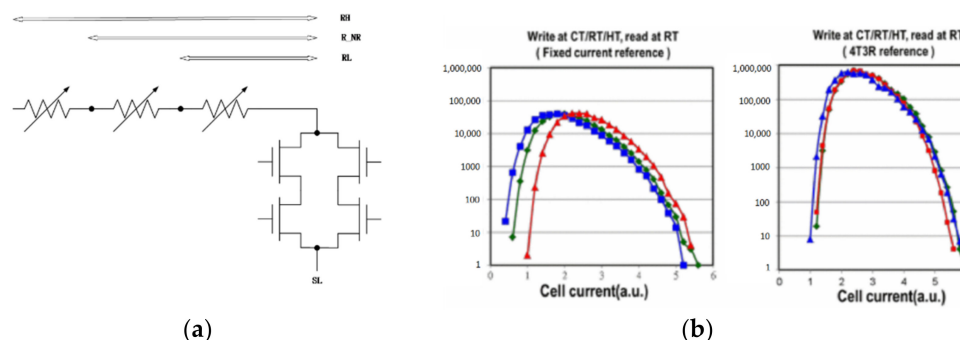 RH
R_NR
RL
SL
(a)
Write at CT/RT/HT, read at RT
( Fixed current reference )
1,000,000
100,000
10,000
1000
100
10
1
0 1 2 3 4 5 6
Cell current(a.u.)
Write at CT/RT/HT, read at RT
( 4T3R reference )
1,000,000
100,000
10,000
1000
100
10
1
0 1 2 3 4 5
Cell current(a.u.)
(b)